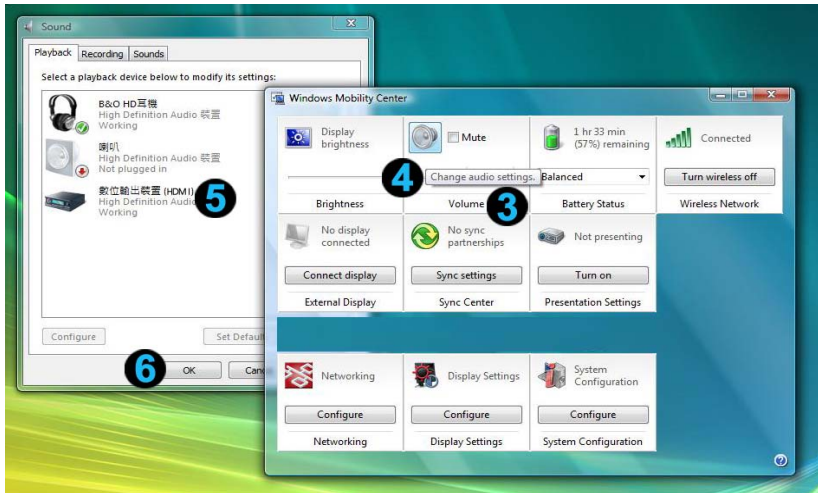 Sound
Playback
Recording
Sounds
Select a playback device below to modify its settings:
B&O HD耳機
High Definition Audio 裝置
Working
喇叭
High Definition Audio 裝置
Not plugged in
數位輸出裝置 (HDMI)
High Definition Audio
Working
5
Configure
Set Default
6
OK
Windows Mobility Center
Display
brightness
Brightness
Mute
4
Change audio settings.
Volume
3
1 hr 33 min
(57%) remaining
Balanced
Battery Status
Connected
Turn wireless off
Wireless Network
No display
connected
Connect display
External Display
No sync
partnerships
Sync settings
Sync Center
Not presenting
Turn on
Presentation Settings
Networking
Configure
Networking
Display Settings
Configure
Display Settings
System
Configuration
Configure
System Configuration